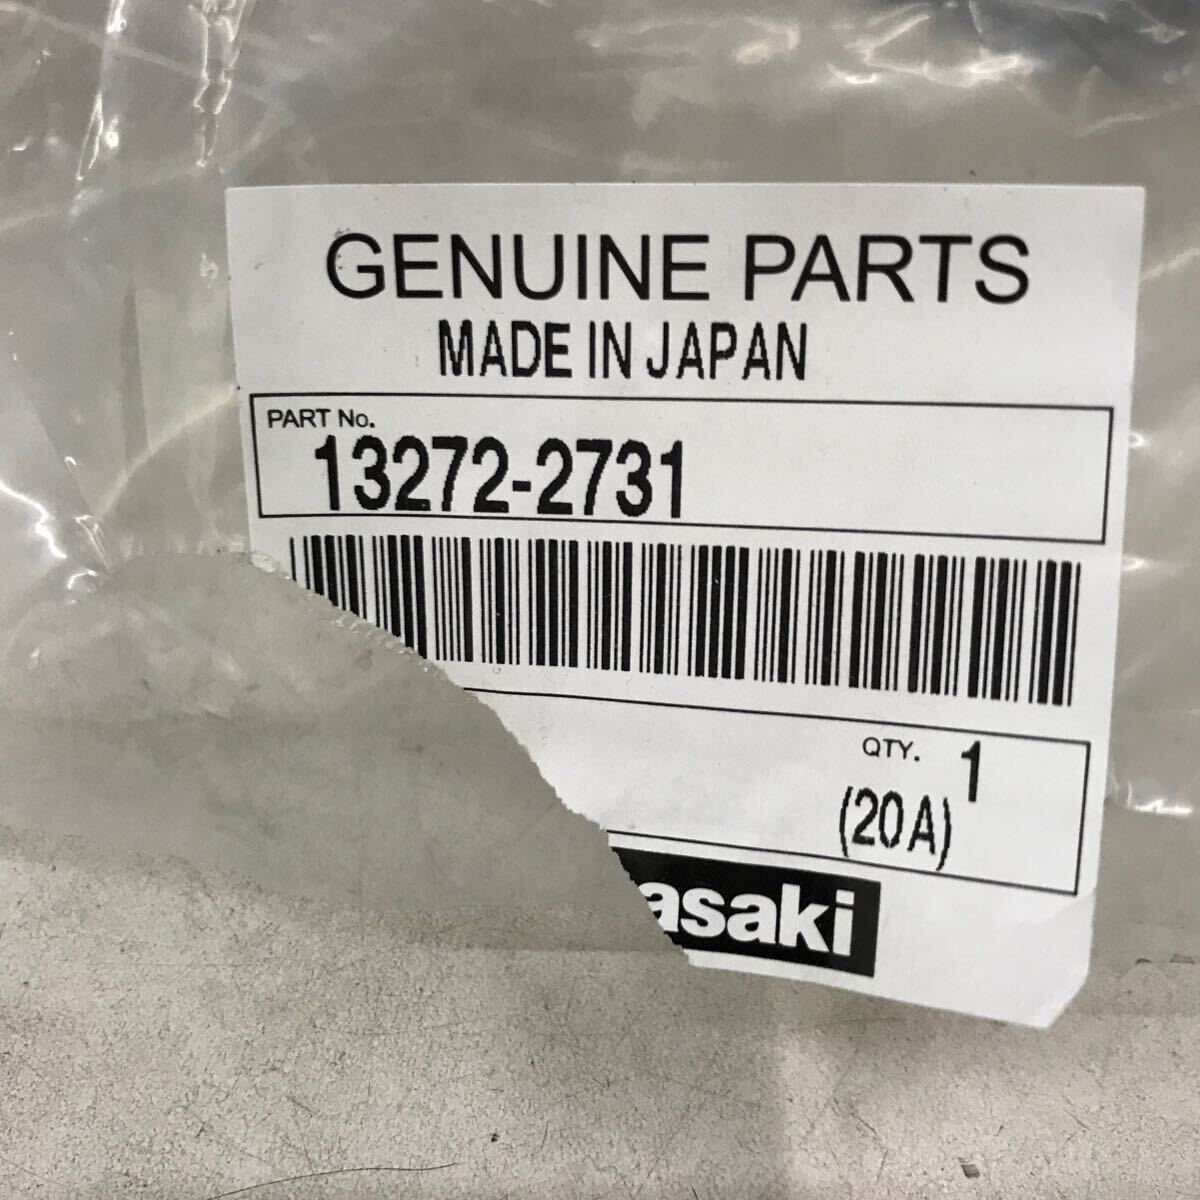 GENUINE PARTS
MADE IN JAPAN
PART No.
13272-2731
QTY. 1
(20A)
asaki